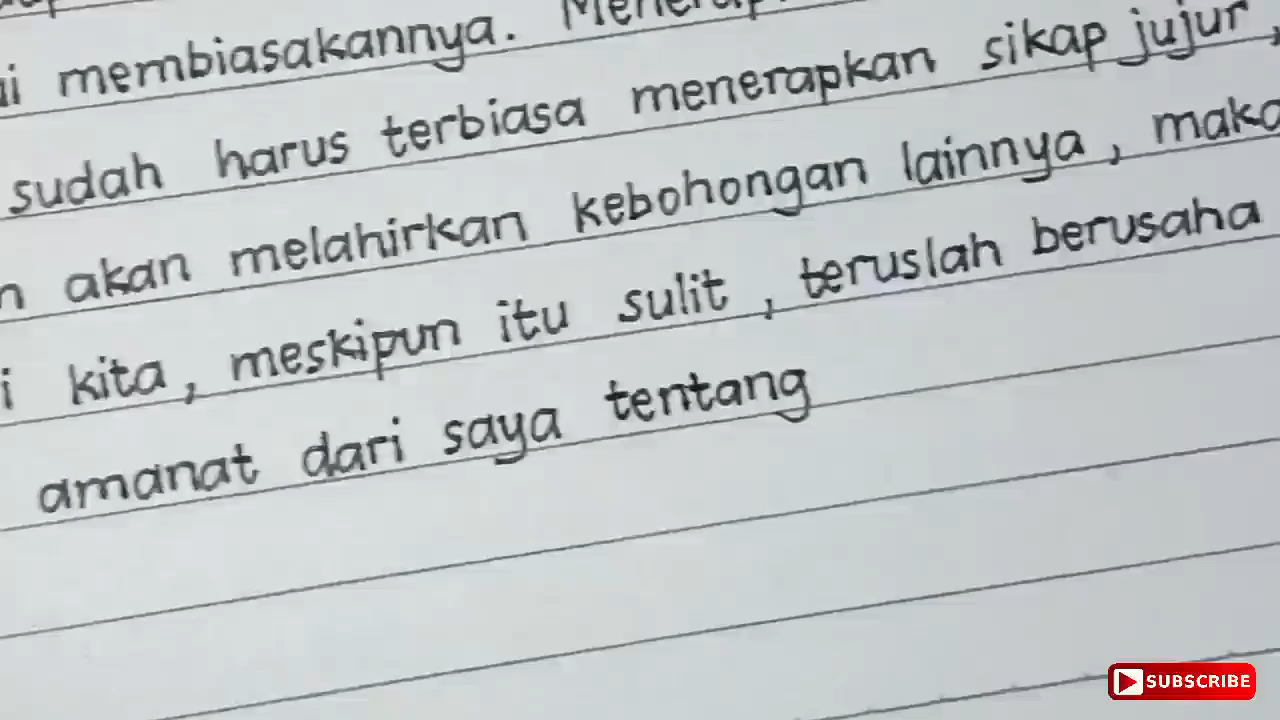 membiasakannya.
sudah harus terbiasa menerapkan sikap jujur,
akan melahirkan kebohongan lainnya, maka
kita, meskipun itu sulit, teruslah berusaha
amanat dari saya tentang
SUBSCRIBE